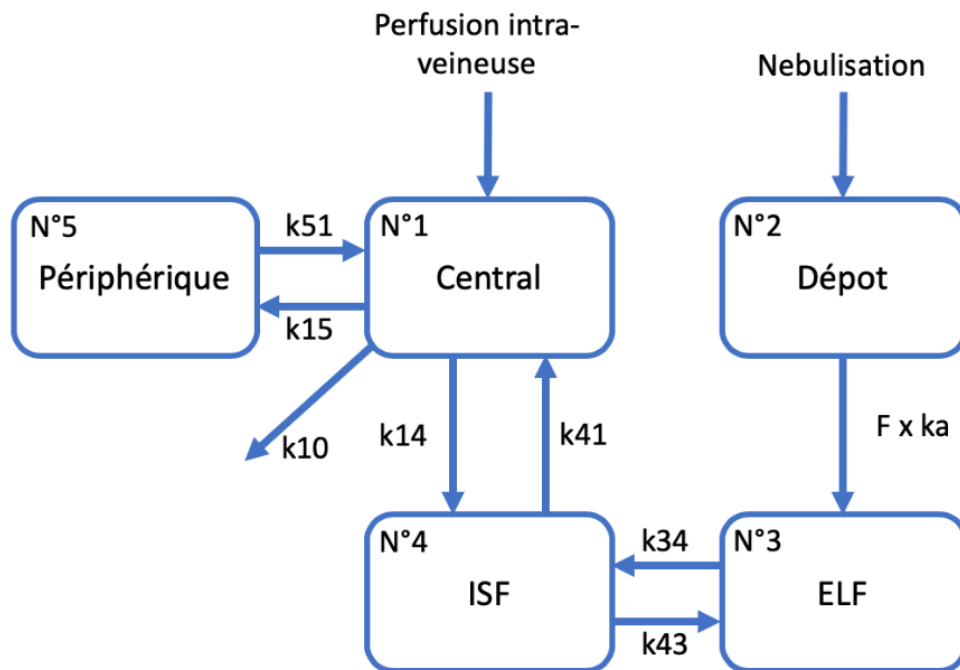 Perfusion intra-
veineuse
Nebulisation
N°5
Périphérique
k51
k15
N°1
Central
N°2
Dépot
k10
k14
k41
F x ka
N°4
ISF
k34
k43
N°3
ELF